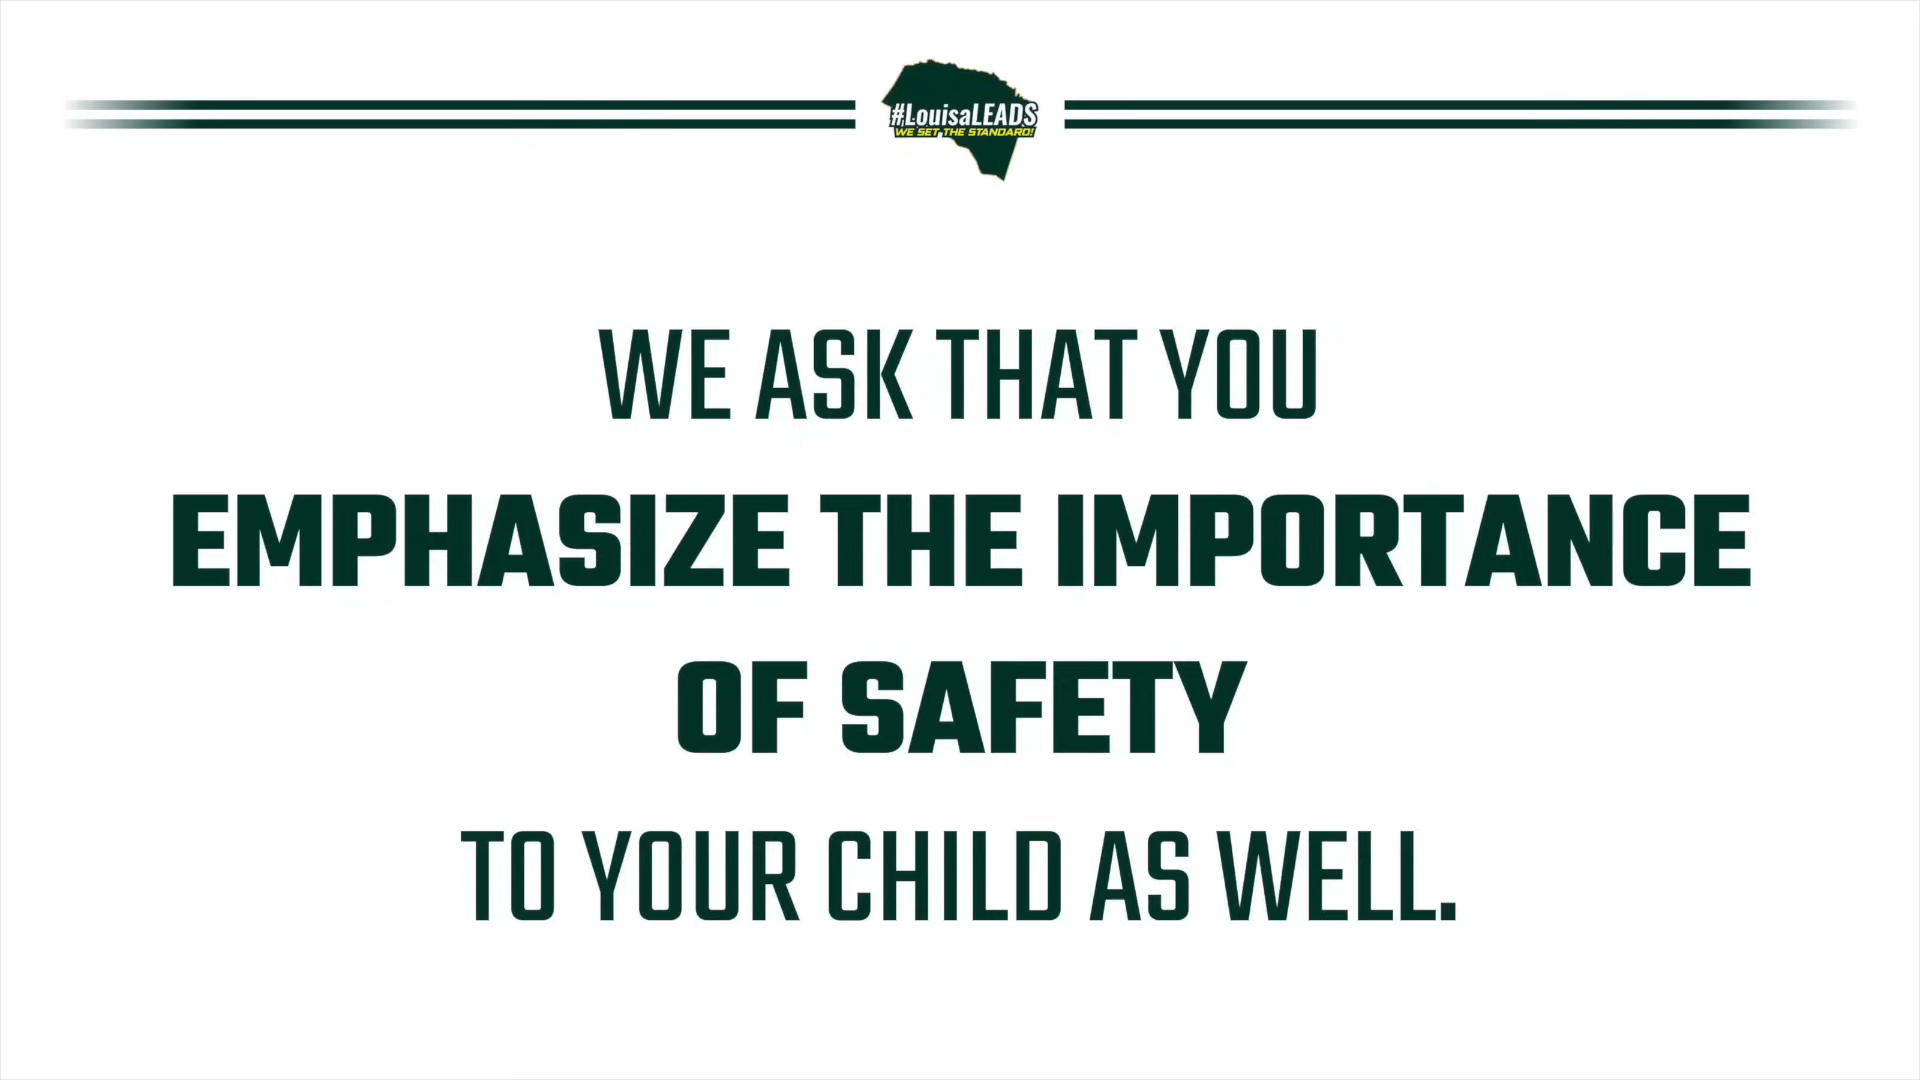 #LouisaLEADS
WE SET THE STANDARD!
WE ASK THAT YOU
EMPHASIZE THE IMPORTANCE
OF SAFETY
TO YOUR CHILD AS WELL.